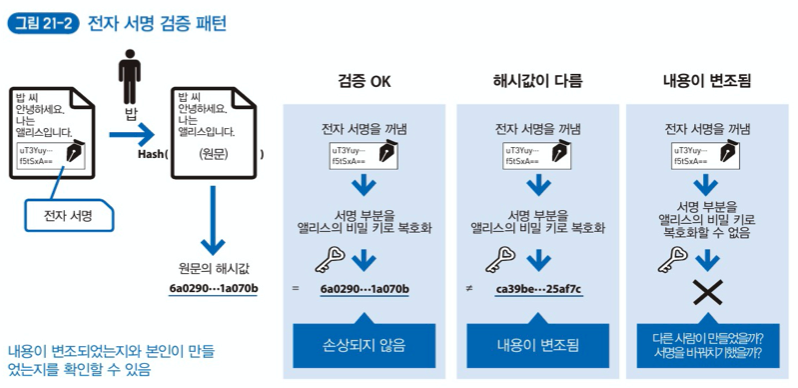 그림 21-2 전자 서명 검증 패턴
밥 씨
안녕하세요.
나는
앨리스입니다.
uT3Yuy…
f5tSxA==
전자 서명
밥
Hash(
밥 씨
안녕하세요.
나는
앨리스입니다.
(원문)
)
원문의 해시값
6a0290…1a070b
내용이 변조되었는지와 본인이 만들
었는지를 확인할 수 있음
검증 OK
전자 서명을 꺼냄
uT3Yuy…
f5tSxA==
서명 부분을
앨리스의 비밀 키로 복호화
=
6a0290…1a070b
손상되지 않음
해시값이 다름
전자 서명을 꺼냄
uT3Yuy…
f5tSxA==
서명 부분을
앨리스의 비밀 키로 복호화
≠
ca39be…25af7c
내용이 변조됨
내용이 변조됨
전자 서명을 꺼냄
uT3Yuy…
f5tSxA==
서명 부분을
앨리스의 비밀 키로
복호화할 수 없음
다른 사람이 만들었을까?
서명을 바꿔치기했을까?